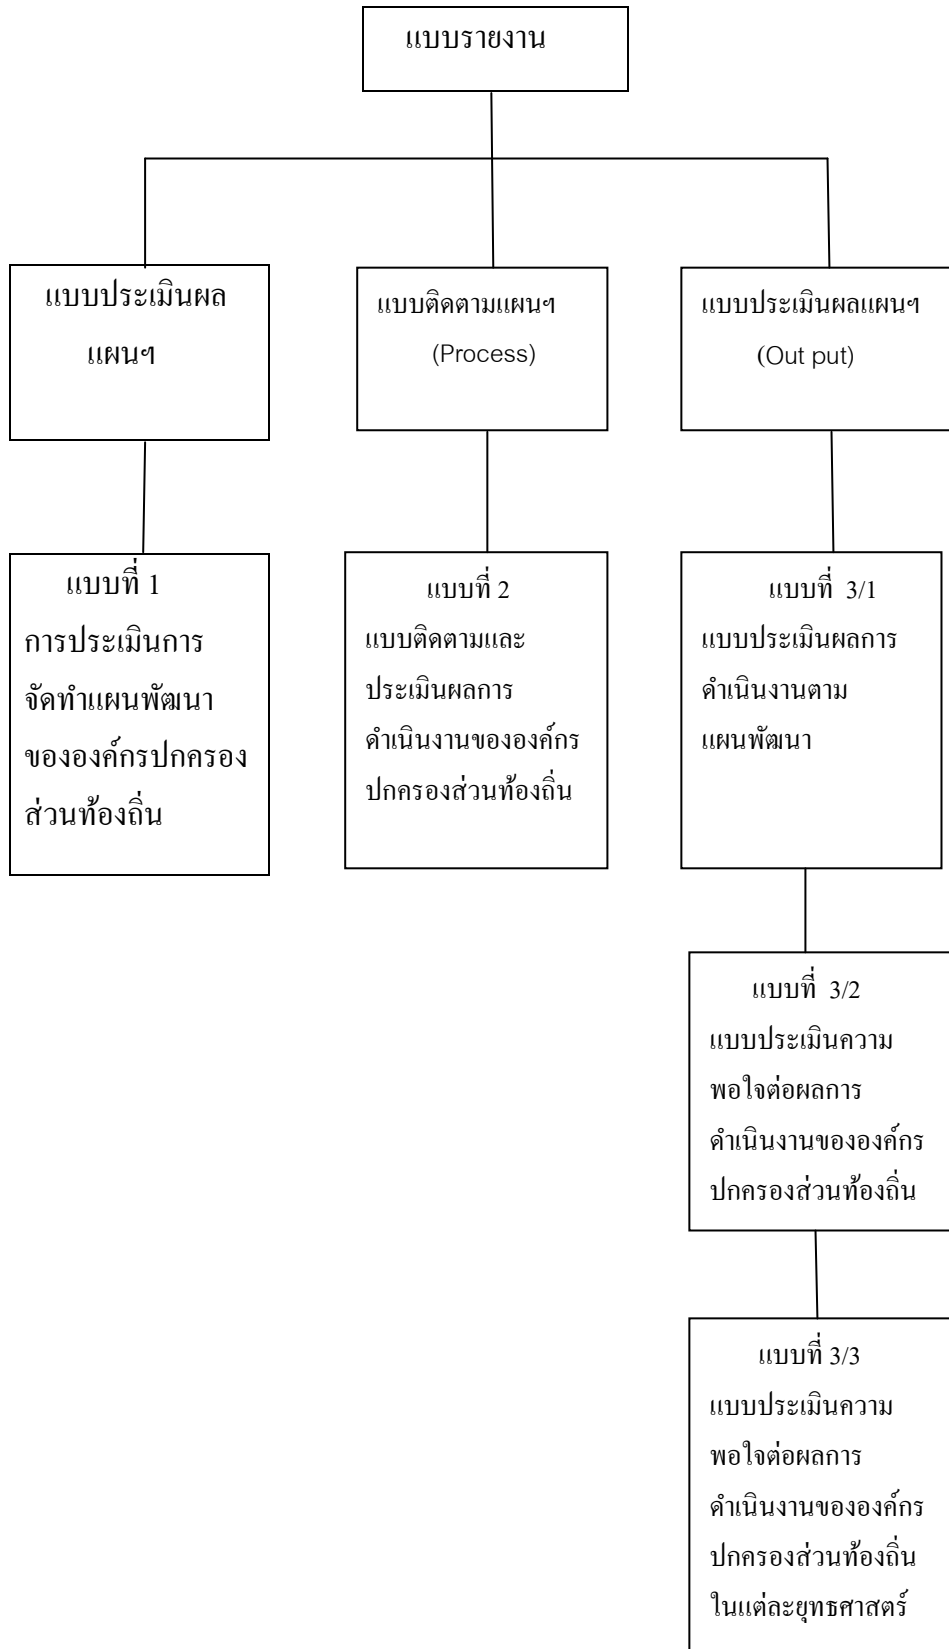 แบบรายงาน
แบบประเมินผล
แผนฯ
แบบติดตามแผนฯ
(Process)
แบบประเมินผลแผนฯ
(Out put)
แบบที่ 1
การประเมินการ
จัดทำแผนพัฒนา
ขององค์กรปกครอง
ส่วนท้องถิ่น
แบบที่ 2
แบบติดตามและ
ประเมินผลการ
ดำเนินงานขององค์กร
ปกครองส่วนท้องถิ่น
แบบที่ 3/1
แบบประเมินผลการ
ดำเนินงานตาม
แผนพัฒนา
แบบที่ 3/2
แบบประเมินความ
พอใจต่อผลการ
ดำเนินงานขององค์กร
ปกครองส่วนท้องถิ่น
แบบที่ 3/3
แบบประเมินความ
พอใจต่อผลการ
ดำเนินงานขององค์กร
ปกครองส่วนท้องถิ่น
ในแต่ละยุทธศาสตร์